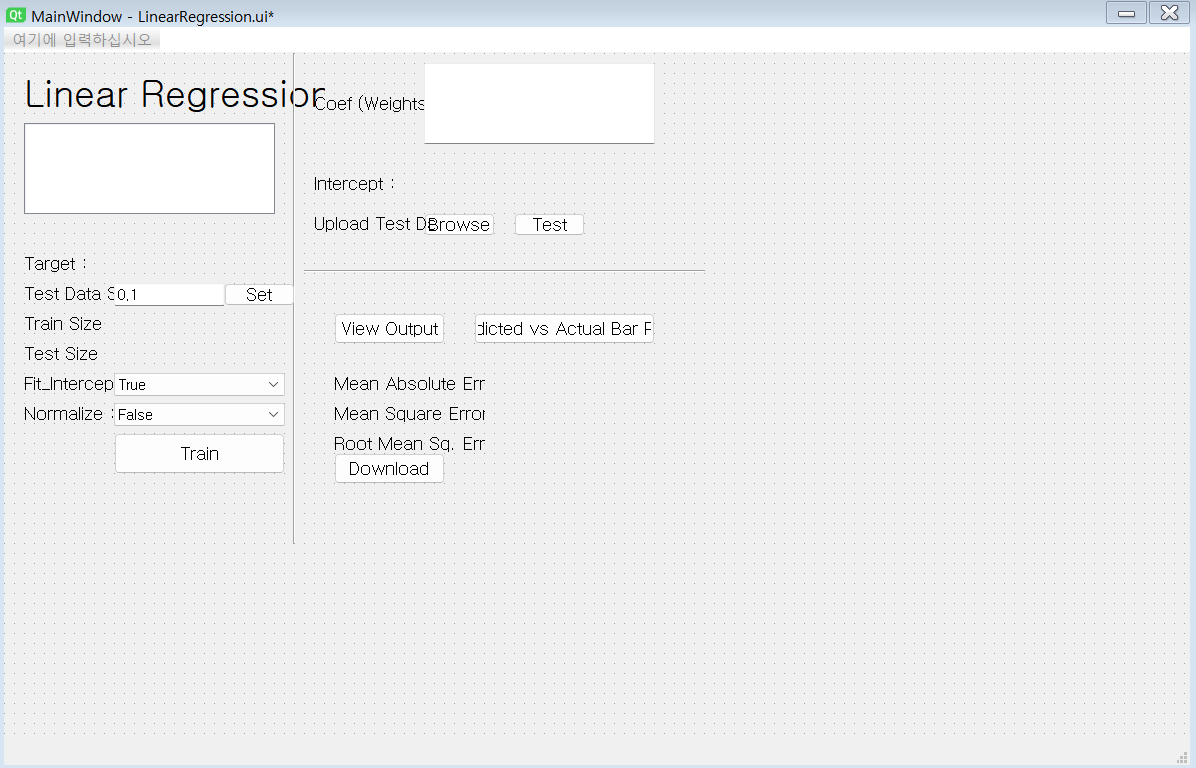 Qt MainWindow - LinearRegression.ui*
여기에 입력하십시오
Linear Regression
Target :
Test Data S
0.1
Set
Train Size
Test Size
Fit_Intercep
True
Normalize :
False
Train
Coef (Weights
Intercept :
Upload Test Da
Browse
Test
View Output
dicted vs Actual Bar P
Mean Absolute Err
Mean Square Error
Root Mean Sq. Err
Download